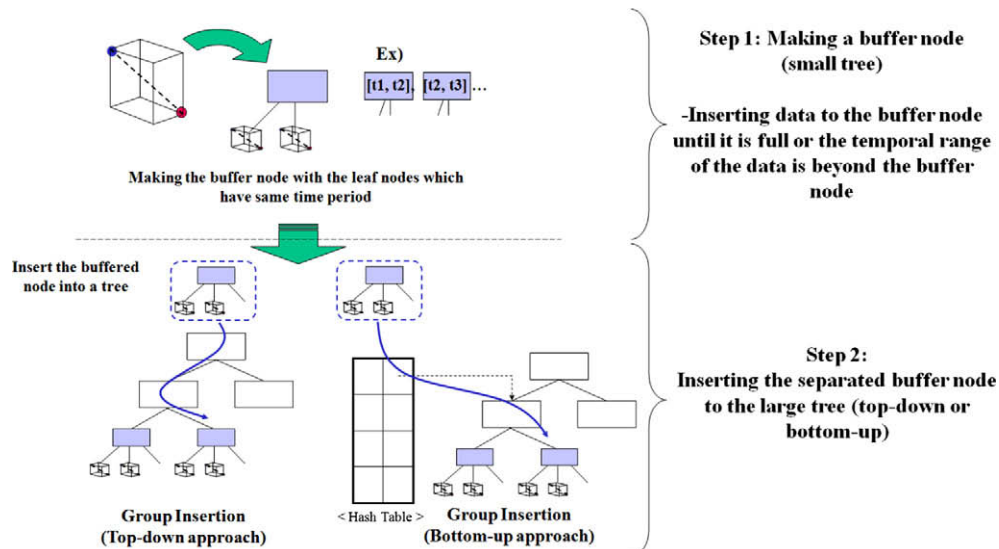 Ex)
[t1, t2],
[t2, t3]
...
Making the buffer node with the leaf nodes which
have same time period
Step 1: Making a buffer node
(small tree)
-Inserting data to the buffer node
until it is full or the temporal range
of the data is beyond the buffer
node
Insert the buffered
node into a tree
Group Insertion
(Top-down approach)
< Hash Table >
Group Insertion
(Bottom-up approach)
Step 2:
Inserting the separated buffer node
to the large tree (top-down or
bottom-up)